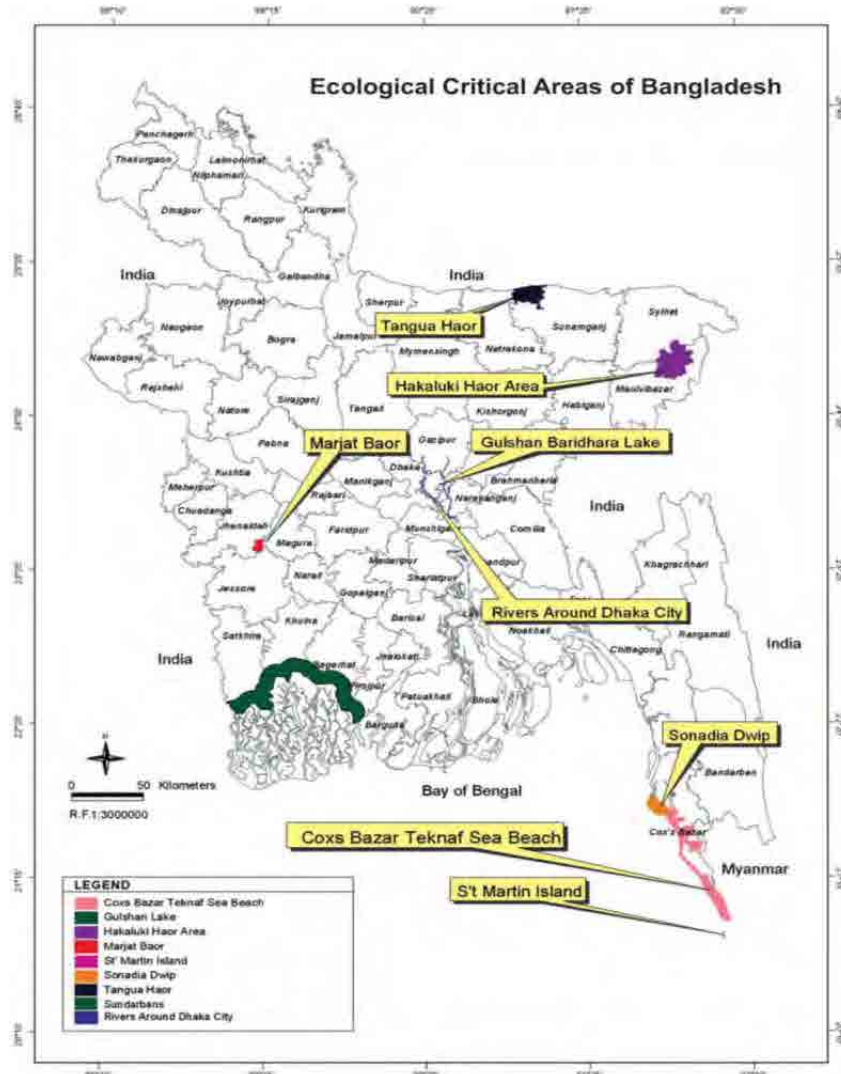 Ecological Critical Areas of Bangladesh
Panchagarh
Thakurgaon
Lalmonirhat
Nilphamari
Dinajpur
Rangpur
Kurigram
India
India
Gaibandha
Joypurhat
Sherpur
Naogaon
Bogra
Jamalpur
Tangua Haor
Sunamganj
Sylhet
Nawabganj
Mymensingh
Netrakona
Hakaluki Haor Area
Rajshahi
Maulvibazar
Natore
Sirajganj
Tangail
Kishorganj
Habiganj
Pabna
Marjat Baor
Gazipur
Gulshan Baridhara Lake
Kushtia
Dhaka
Meherpur
Manikganj
Brahmanbaria
Rajbari
Narayanganj
Chuadanga
Jhenaidah
India
Magura
Faridpur
Munshigan
Comilla
Khagrachhari
Madaripur
andpur
Narail
Shariatpur
Jessore
Gopalganj
Rivers Around Dhaka City
Khulna
Barisal
Noakhali
Rangamati
Satkhira
Chittagong
India
India
Jhalokati
Bagerhat
Pirojpur
Patuakhali
Bhola
Barguna
Sonadia Dwip
N
0 50 Kilometers
Bandarban
R.F.1:3000000
Bay of Bengal
Cox's Bazar
Coxs Bazar Teknaf Sea Beach
Myanmar
S't Martin Island
LEGEND
Coxs Bazar Teknaf Sea Beach
Gulshan Lake
Hakaluki Haor Area
Marjat Baor
St' Martin Island
Sonadia Dwip
Tangua Haor
Sundarbans
Rivers Around Dhaka City